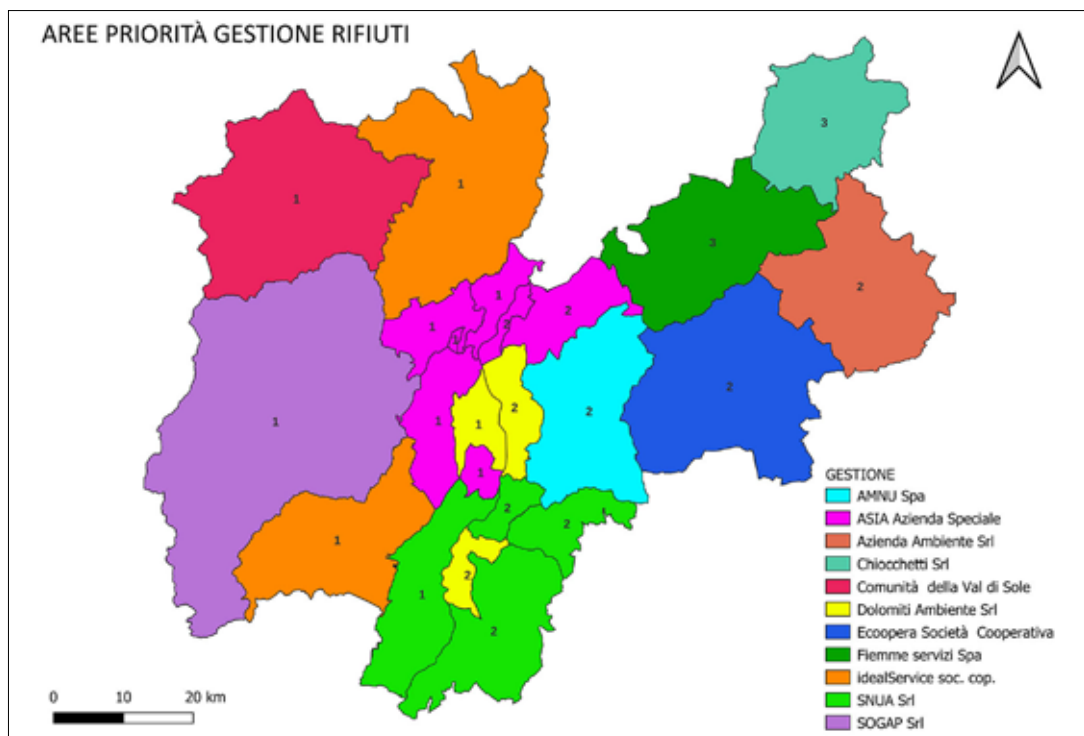 AREE PRIORITÀ GESTIONE RIFIUTI
3
1
1
3
2
1
2
1
2
1
2
1
2
2
1
1
1
2
2
1
1
2
2
2
0 10 20 km
GESTIONE
AMNU Spa
ASIA Azienda Speciale
Azienda Ambiente Srl
Chiocchetti Srl
Comunità della Val di Sole
Dolomiti Ambiente Srl
Ecoopera Società Cooperativa
Fiemme servizi Spa
idealService soc. cop.
SNUA Srl
SOGAP Srl